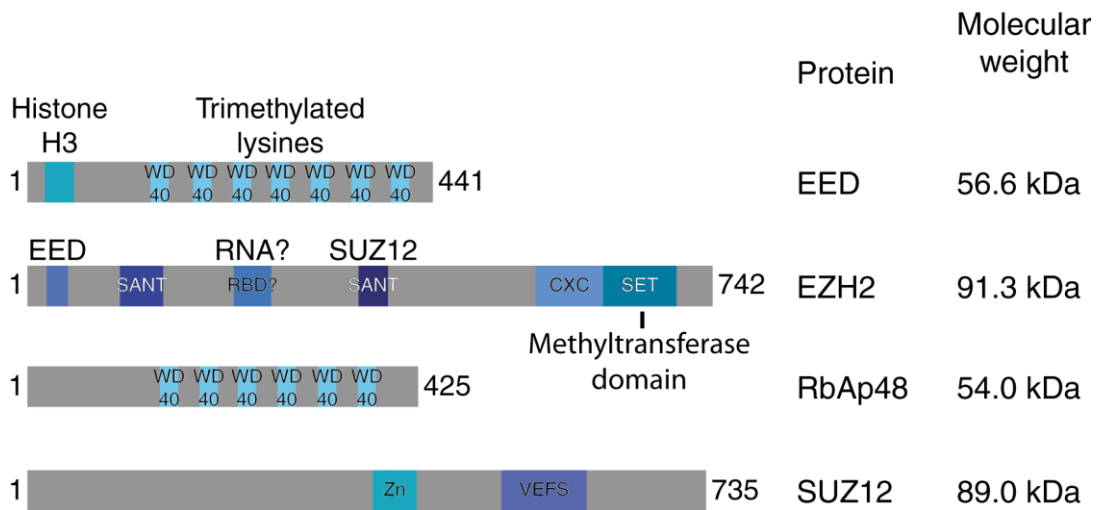 Protein
Molecular
weight
Histone
H3
Trimethylated
lysines
1
WD WD WD WD WD WD WD
40 40 40 40 40 40 40
441
EED
56.6 kDa
EED
RNA?
SUZ12
1
SANT
RBD?
SANT
CXC
SET
742
EZH2
91.3 kDa
Methyltransferase
domain
1
WD WD WD WD WD WD
40 40 40 40 40 40
425
RbAp48
54.0 kDa
1
Zn
VEFS
735
SUZ12
89.0 kDa